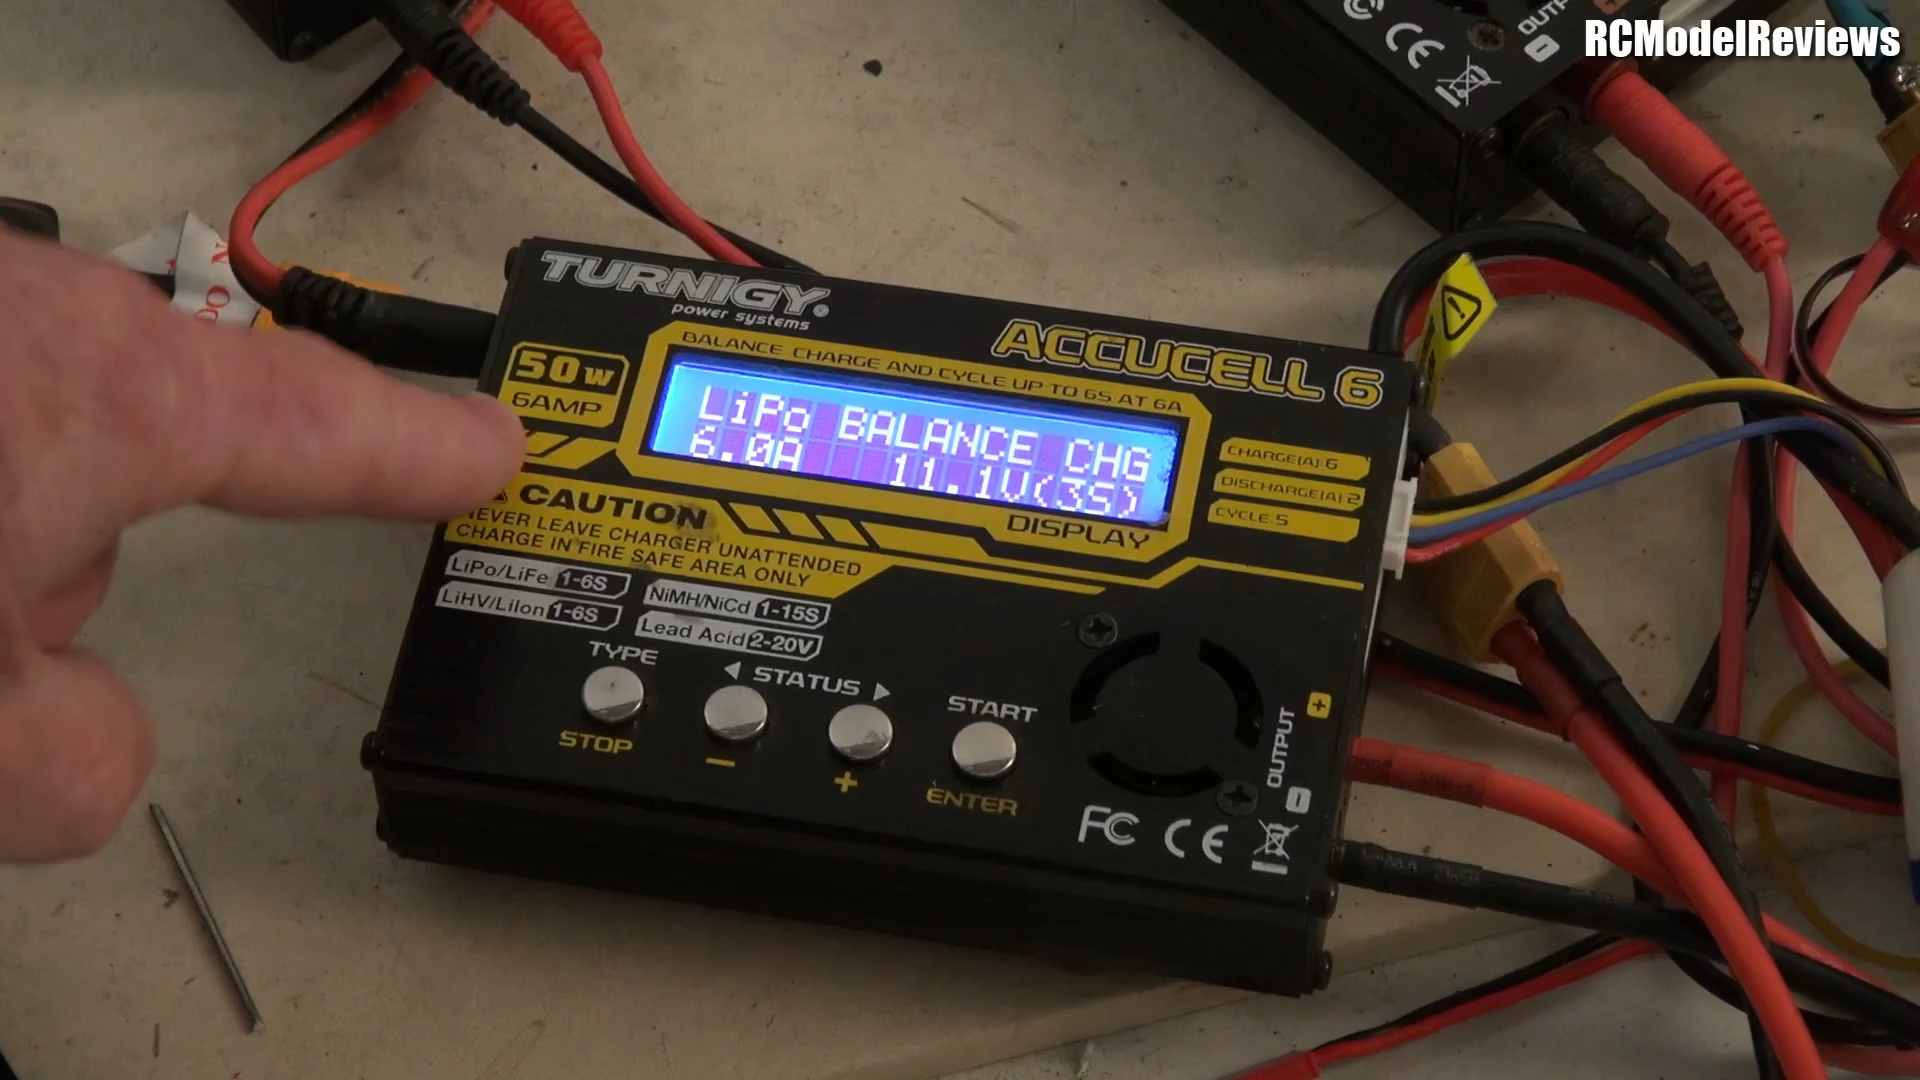 RCModelReviews
OUTP
CE
TURNIGY
power systems
ACCUCELL 6
50W
6AMP
BALANCE CHARGE AND CYCLE UP TO 6S AT 6A
LiPo BALANCE CHG
6.0A 11.1V(3S)
DISPLAY
CHARGE(A):6
DISCHARGE(A):2
CYCLE:5
CAUTION
NEVER LEAVE CHARGER UNATTENDED
CHARGE IN FIRE SAFE AREA ONLY
LiPo/LiFe 1-6S
LiHV/LiIon 1-6S
NiMH/NiCd 1-15S
Lead Acid 2-20V
TYPE
STOP
◀ STATUS ▶
−
+
START
ENTER
OUTPUT
+
−
FC CE